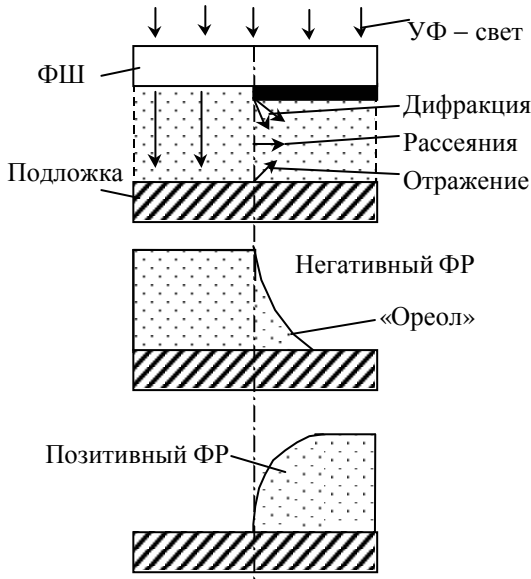 УФ – свет
ФШ
Дифракция
Рассеяния
Подложка
Отражение
Негативный ФР
«Ореол»
Позитивный ФР